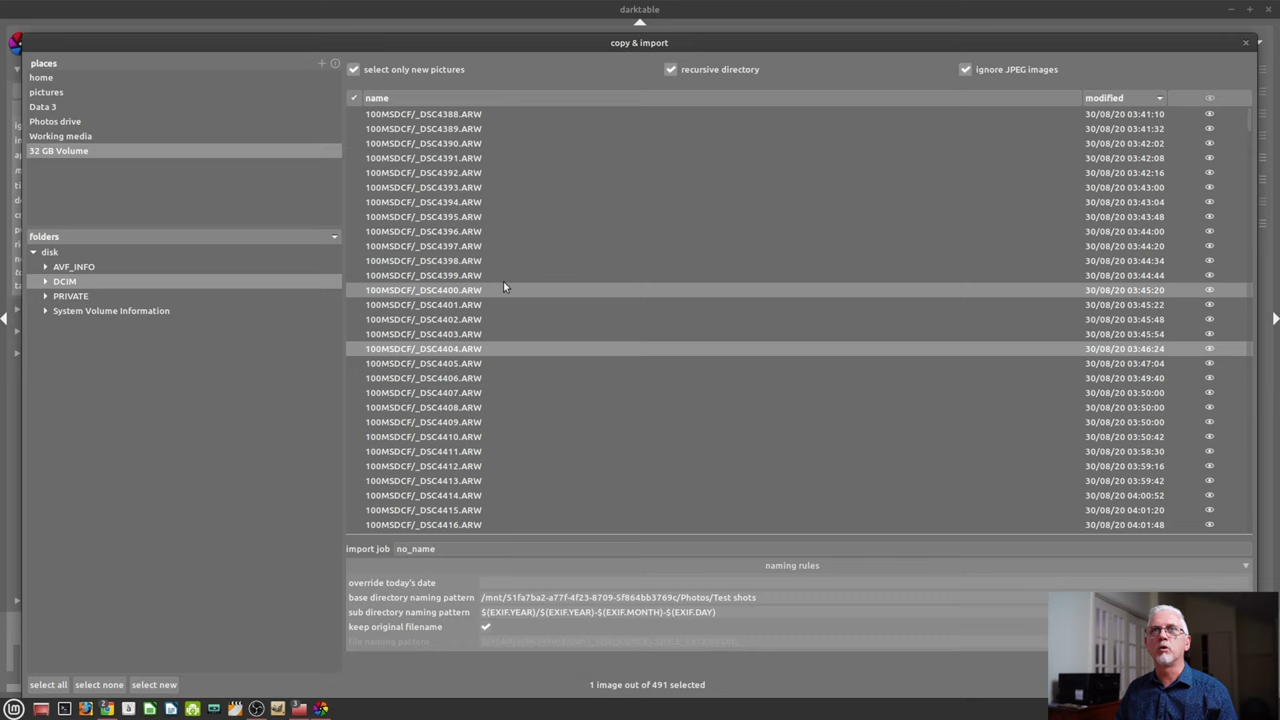 darktable
copy & import
places
home
pictures
Data 3
Photos drive
Working media
32 GB Volume
folders
disk
AVF_INFO
DCIM
PRIVATE
System Volume Information
select only new pictures
recursive directory
ignore JPEG images
name modified
100MSDCF/_DSC4388.ARW 30/08/20 03:41:10
100MSDCF/_DSC4389.ARW 30/08/20 03:41:32
100MSDCF/_DSC4390.ARW 30/08/20 03:42:02
100MSDCF/_DSC4391.ARW 30/08/20 03:42:08
100MSDCF/_DSC4392.ARW 30/08/20 03:42:16
100MSDCF/_DSC4393.ARW 30/08/20 03:43:00
100MSDCF/_DSC4394.ARW 30/08/20 03:43:04
100MSDCF/_DSC4395.ARW 30/08/20 03:43:48
100MSDCF/_DSC4396.ARW 30/08/20 03:44:00
100MSDCF/_DSC4397.ARW 30/08/20 03:44:20
100MSDCF/_DSC4398.ARW 30/08/20 03:44:34
100MSDCF/_DSC4399.ARW 30/08/20 03:44:44
100MSDCF/_DSC4400.ARW 30/08/20 03:45:20
100MSDCF/_DSC4401.ARW 30/08/20 03:45:22
100MSDCF/_DSC4402.ARW 30/08/20 03:45:48
100MSDCF/_DSC4403.ARW 30/08/20 03:45:54
100MSDCF/_DSC4404.ARW 30/08/20 03:46:24
100MSDCF/_DSC4405.ARW 30/08/20 03:47:04
100MSDCF/_DSC4406.ARW 30/08/20 03:49:40
100MSDCF/_DSC4407.ARW 30/08/20 03:50:00
100MSDCF/_DSC4408.ARW 30/08/20 03:50:00
100MSDCF/_DSC4409.ARW 30/08/20 03:50:00
100MSDCF/_DSC4410.ARW 30/08/20 03:50:42
100MSDCF/_DSC4411.ARW 30/08/20 03:58:30
100MSDCF/_DSC4412.ARW 30/08/20 03:59:16
100MSDCF/_DSC4413.ARW 30/08/20 03:59:42
100MSDCF/_DSC4414.ARW 30/08/20 04:00:52
100MSDCF/_DSC4415.ARW 30/08/20 04:01:20
100MSDCF/_DSC4416.ARW 30/08/20 04:01:48
import job no_name
naming rules
override today's date
base directory naming pattern /mnt/51fa7ba2-a77f-4f23-8709-5f864bb3769c/Photos/Test shots
sub directory naming pattern $(EXIF.YEAR)/$(EXIF.YEAR)-$(EXIF.MONTH)-$(EXIF.DAY)
keep original filename
file naming pattern
select all select none select new 1 image out of 491 selected